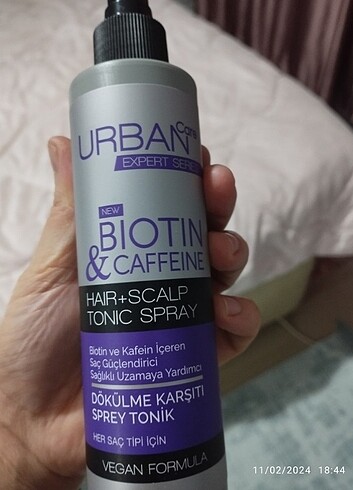 URBAN Care
EXPERT SERIES
NEW
BIOTIN
& CAFFEINE
HAIR+SCALP
TONIC SPRAY
Biotin ve Kafein İçeren
Saç Güçlendirici
Sağlıklı Uzamaya Yardımcı
DÖKÜLME KARŞITI
SPREY TONİK
HER SAÇ TİPİ İÇİN
VEGAN FORMULA
11/02/2024 18:44